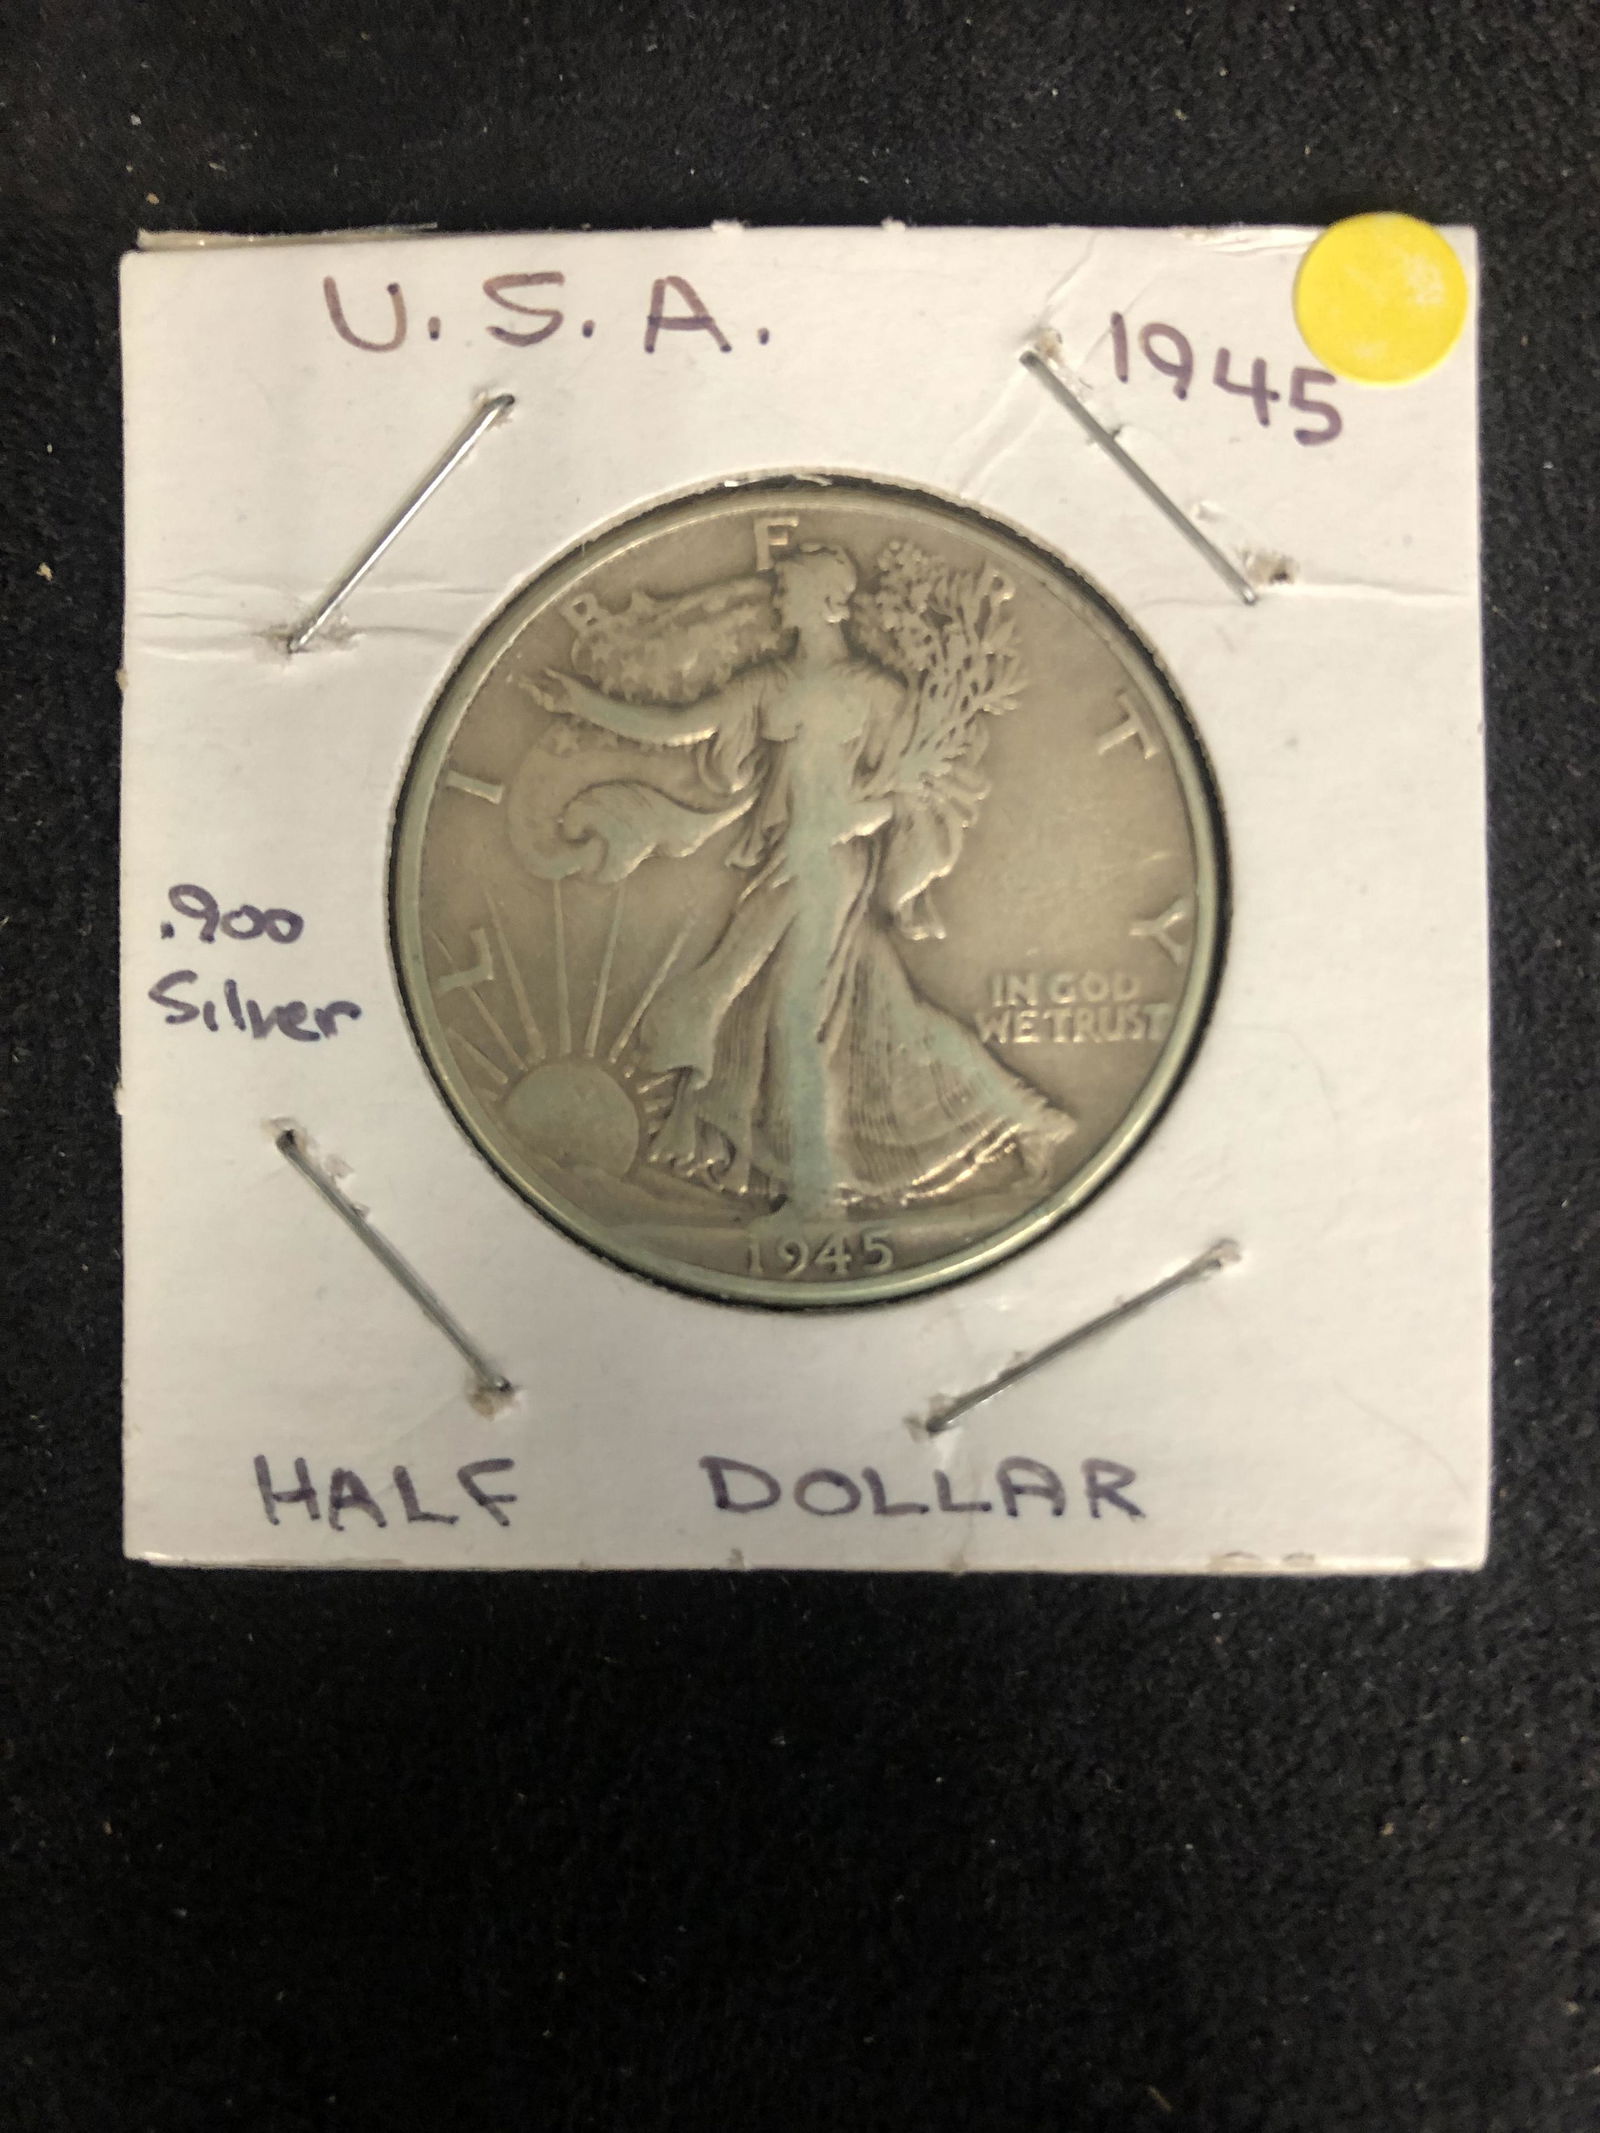 U.S.A.
1945
LIBERTY
IN GOD
WE TRUST
1945
.900
Silver
HALF DOLLAR